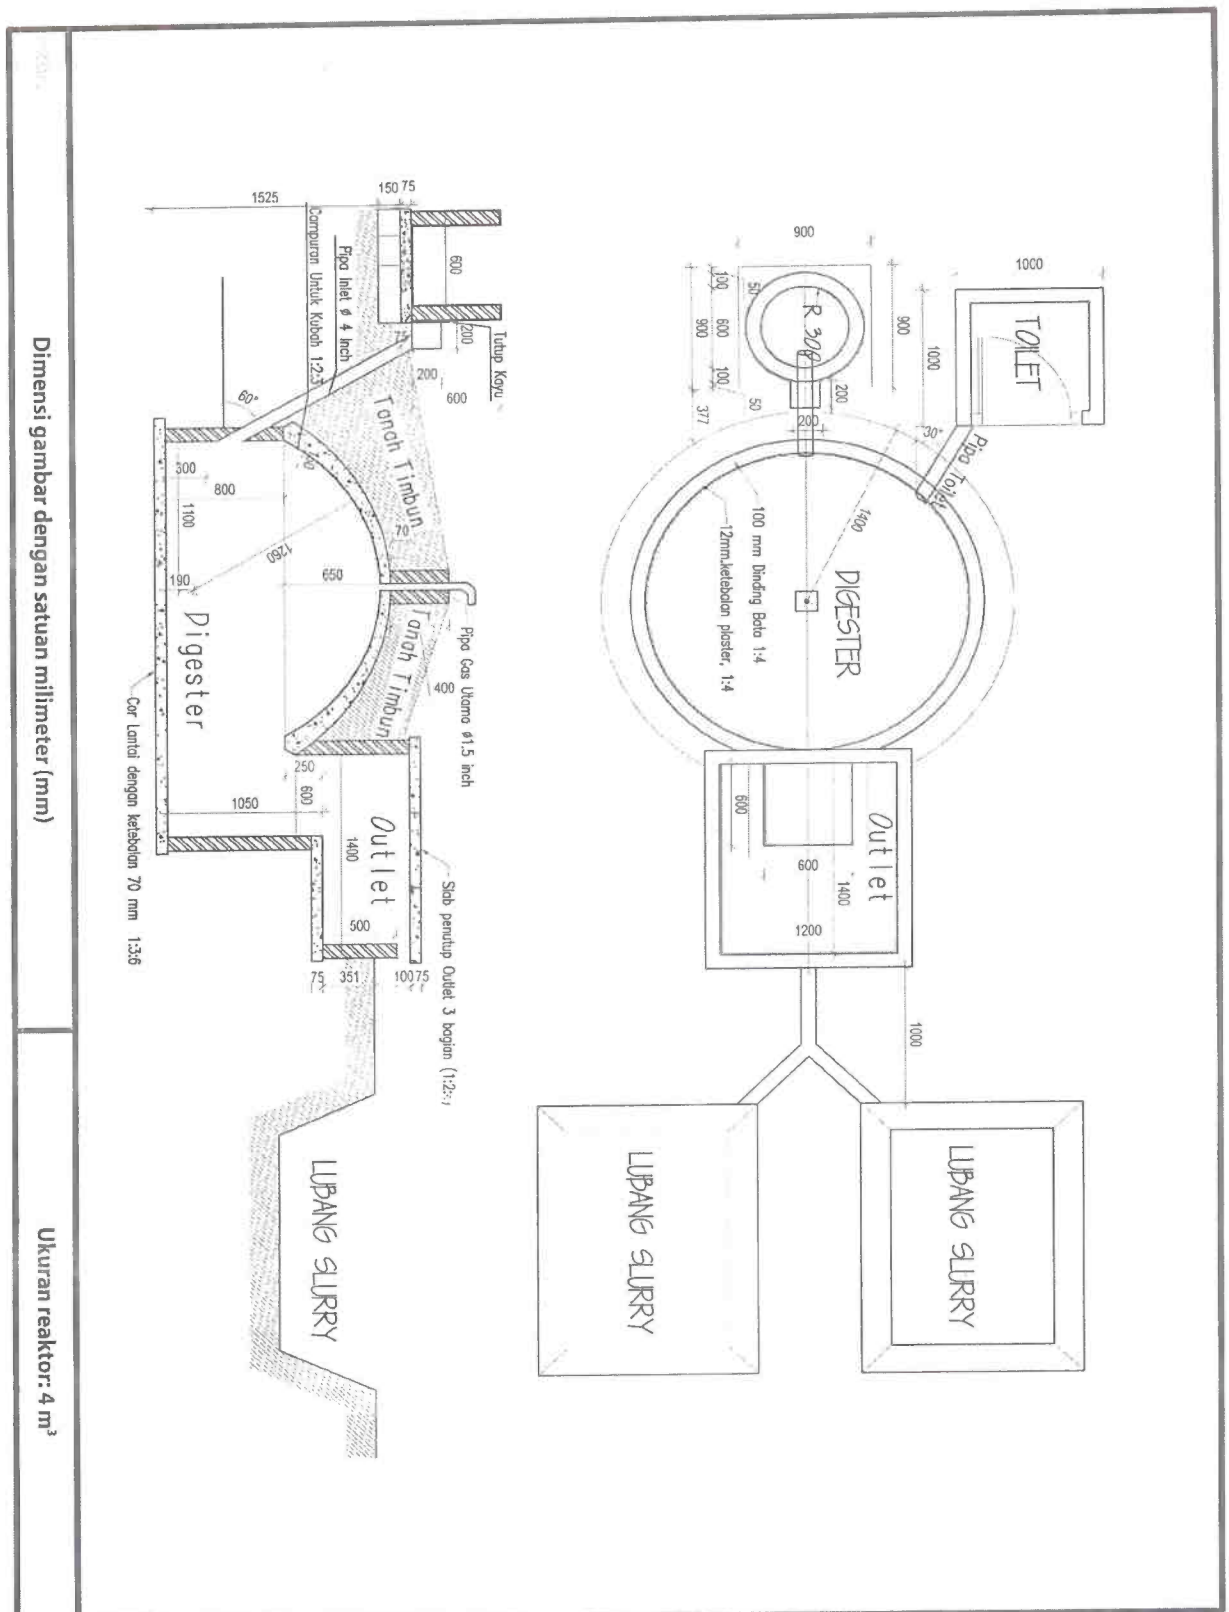 1000
900
TOILET
1000
900
100
50
600
900
R 300
100
50
200
377
200
30°
Pipa Toilet
1400
DIGESTER
100 mm Dinding Bata 1:4
12mm.ketebalan plaster, 1:4
Outlet
600
600
1400
1200
1000
LUBANG SLURRY
LUBANG SLURRY
1525
150
75
600
Tutup Kayu
200
75
200
600
Pipa Inlet ø 4 Inch
Campuran Untuk Kubah 1:2:3
60°
Tanah Timbun
70
300
800
1100
1260
190
650
Digester
Pipa Gas Utama ø1.5 inch
Tanah Timbun
400
250
600
1050
1400
Outlet
500
Slab penutup Outlet 3 bagian (1:2:
Cor Lantai dengan ketebalan 70 mm 1:3:6
75
351
100
75
LUBANG SLURRY
Dimensi gambar dengan satuan milimeter (mm)
Ukuran reaktor: 4 m³